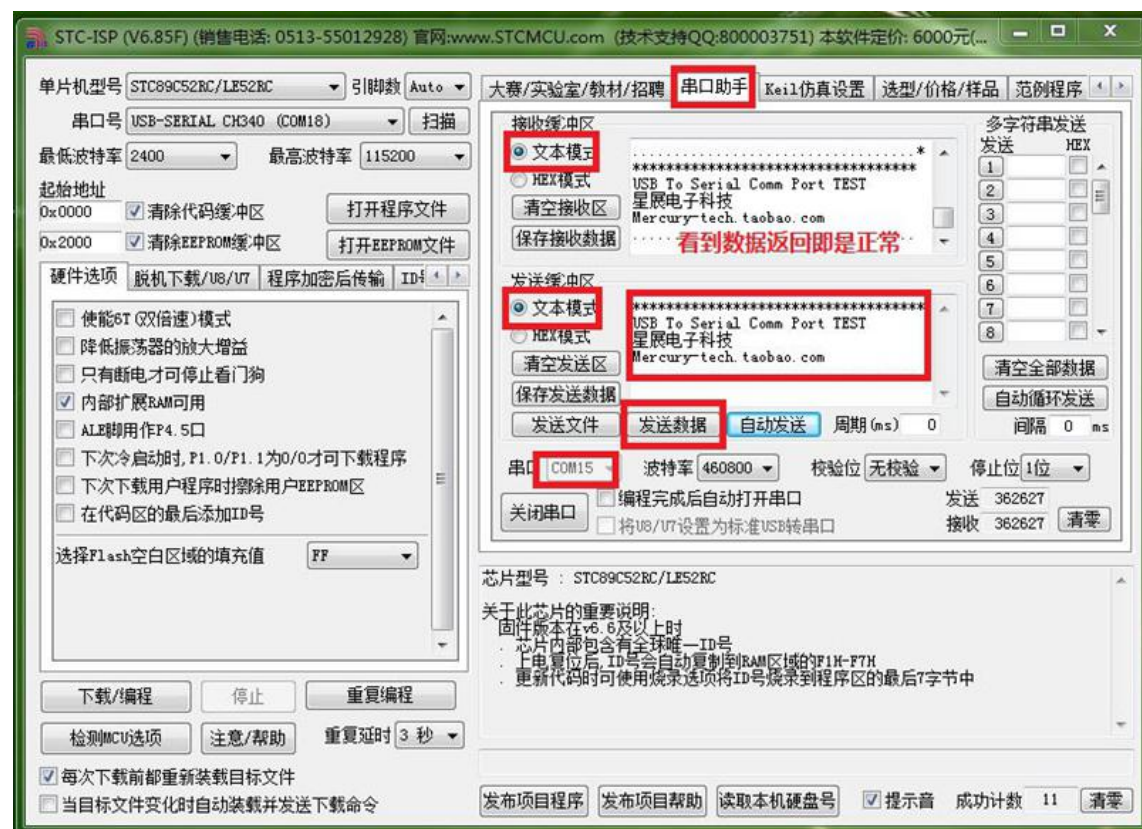 STC-ISP (V6.85F) (销售电话: 0513-55012928) 官网:www.STCMCU.com (技术支持QQ:800003751) 本软件定价: 6000元(...
单片机型号 STC89C52RC/LE52RC 引脚数 Auto
串口号 USB-SERIAL CH340 (COM18) 扫描
最低波特率 2400 最高波特率 115200
起始地址
0x0000 清除代码缓冲区 打开程序文件
0x2000 清除EEPROM缓冲区 打开EEPROM文件
硬件选项 脱机下载/U8/U7 程序加密后传输
使能6T(双倍速)模式
降低振荡器的放大增益
只有断电才可停止看门狗
内部扩展RAM可用
ALE脚用作P4.5口
下次冷启动时,P1.0/P1.1为0/0才可下载程序
下次下载用户程序时擦除用户EEPROM区
在代码区的最后添加ID号
选择Flash空白区域的填充值 FF
下载/编程 停止 重复编程
检测MCU选项 注意/帮助 重复延时 3 秒
每次下载前都重新装载目标文件
当目标文件变化时自动装载并发送下载命令
大赛/实验室/教材/招聘 串口助手 Keil仿真设置 选型/价格/样品 范例程序
接收缓冲区
文本模式
HEX模式
清空接收区
保存接收数据
..................................*
************************************
USB To Serial Comm Port TEST
星展电子科技
Mercury-tech.taobao.com
看到数据返回即是正常
多字符串发送
发送 HEX
1
2
3
4
5
6
7
8
清空全部数据
自动循环发送
间隔 0 ms
发送缓冲区
文本模式
HEX模式
清空发送区
保存发送数据
************************************
USB To Serial Comm Port TEST
星展电子科技
Mercury-tech.taobao.com
发送文件 发送数据 自动发送 周期(ms) 0
串口 COM15 波特率 460800 校验位 无校验 停止位 1位
关闭串口 编程完成后自动打开串口 发送 362627
将U8/U7设置为标准USB转串口 接收 362627 清零
芯片型号 : STC89C52RC/LE52RC
关于此芯片的重要说明:
固件版本在v6.6及以上时
. 芯片内部包含有全球唯一ID号
. 上电复位后,ID号会自动复制到RAM区域的F1H-F7H
. 更新代码时可使用烧录选项将ID号烧录到程序区的最后7字节中
发布项目程序 发布项目帮助 读取本机硬盘号 提示音 成功计数 11 清零